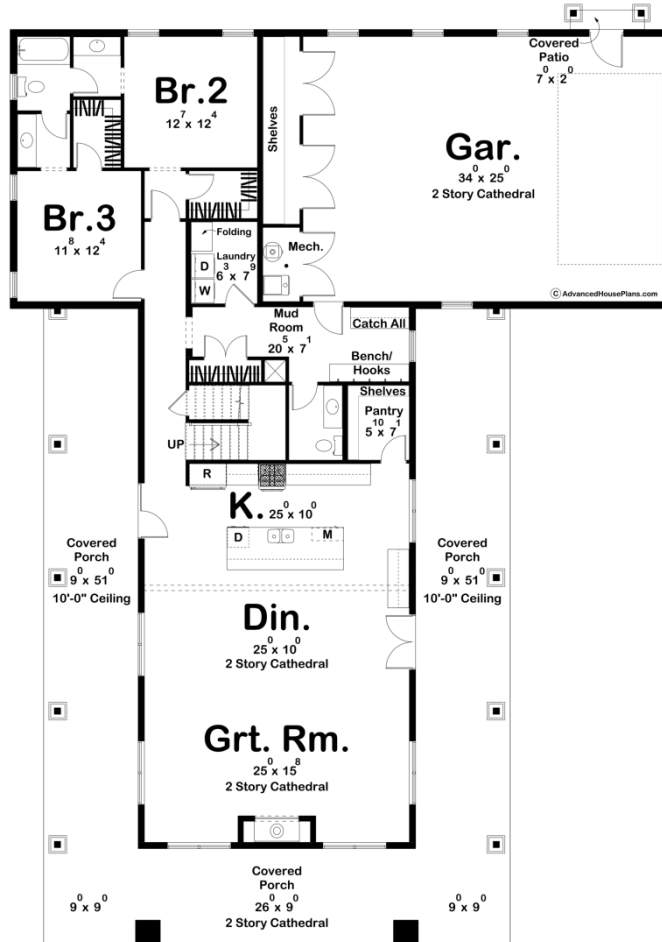 Covered
Patio
7⁰ x 2⁰
Br.2
12⁷ x 12⁴
Shelves
Gar.
34⁰ x 25⁰
2 Story Cathedral
Br.3
11⁸ x 12⁴
Folding
Laundry
6³ x 7⁹
D
W
Mech.
© AdvancedHousePlans.com
Mud
Room
20⁵ x 7¹
Catch All
Bench/
Hooks
Shelves
Pantry
5¹⁰ x 7¹
UP
R
K. 25⁰ x 10⁰
D
M
Covered
Porch
9⁰ x 51⁰
10'-0" Ceiling
Covered
Porch
9⁰ x 51⁰
10'-0" Ceiling
Din.
25⁰ x 10⁰
2 Story Cathedral
Grt. Rm.
25⁰ x 15⁸
2 Story Cathedral
9⁰ x 9⁰
Covered
Porch
26⁰ x 9⁰
2 Story Cathedral
9⁰ x 9⁰